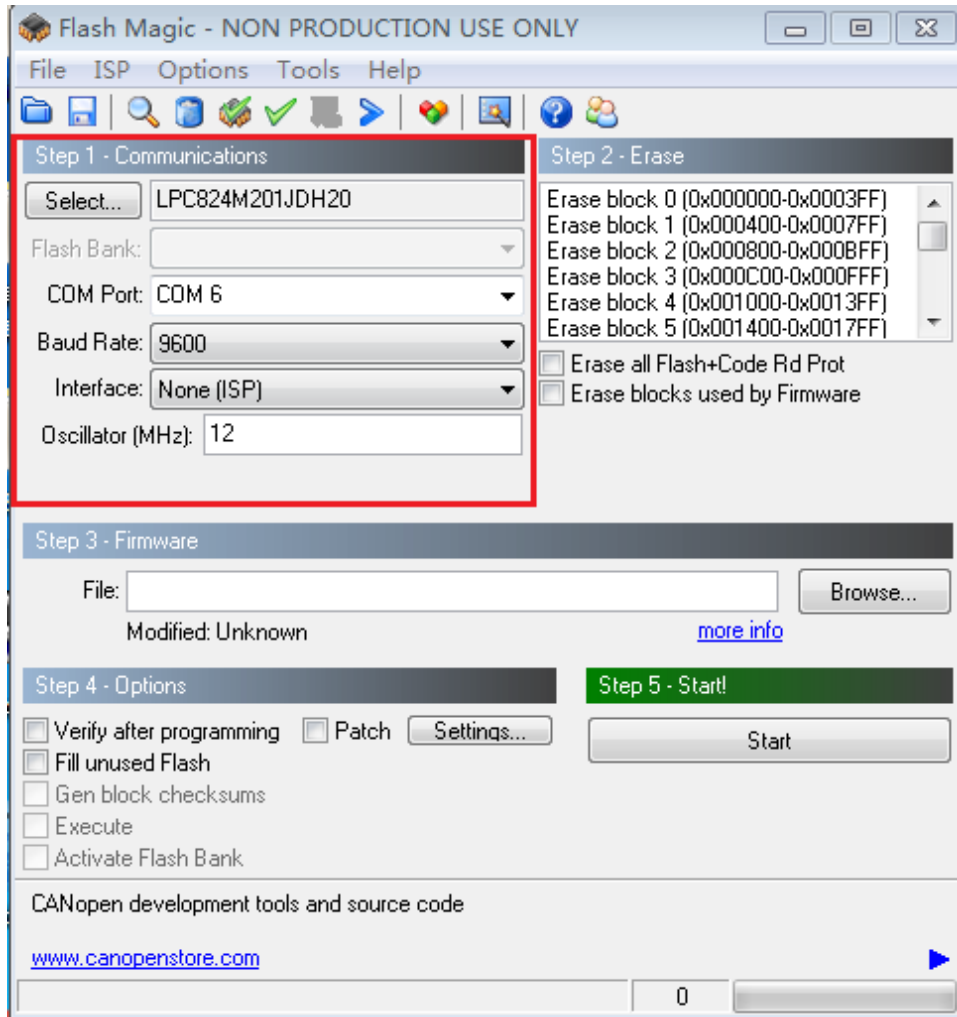 Flash Magic - NON PRODUCTION USE ONLY
File ISP Options Tools Help
Step 1 - Communications
Select... LPC824M201JDH20
Flash Bank:
COM Port: COM 6
Baud Rate: 9600
Interface: None (ISP)
Oscillator (MHz): 12
Step 2 - Erase
Erase block 0 (0x000000-0x0003FF)
Erase block 1 (0x000400-0x0007FF)
Erase block 2 (0x000800-0x000BFF)
Erase block 3 (0x000C00-0x000FFF)
Erase block 4 (0x001000-0x0013FF)
Erase block 5 (0x001400-0x0017FF)
Erase all Flash+Code Rd Prot
Erase blocks used by Firmware
Step 3 - Firmware
File: Browse...
Modified: Unknown more info
Step 4 - Options
Verify after programming Patch Settings...
Fill unused Flash
Gen block checksums
Execute
Activate Flash Bank
Step 5 - Start!
Start
CANopen development tools and source code
www.canopenstore.com
0